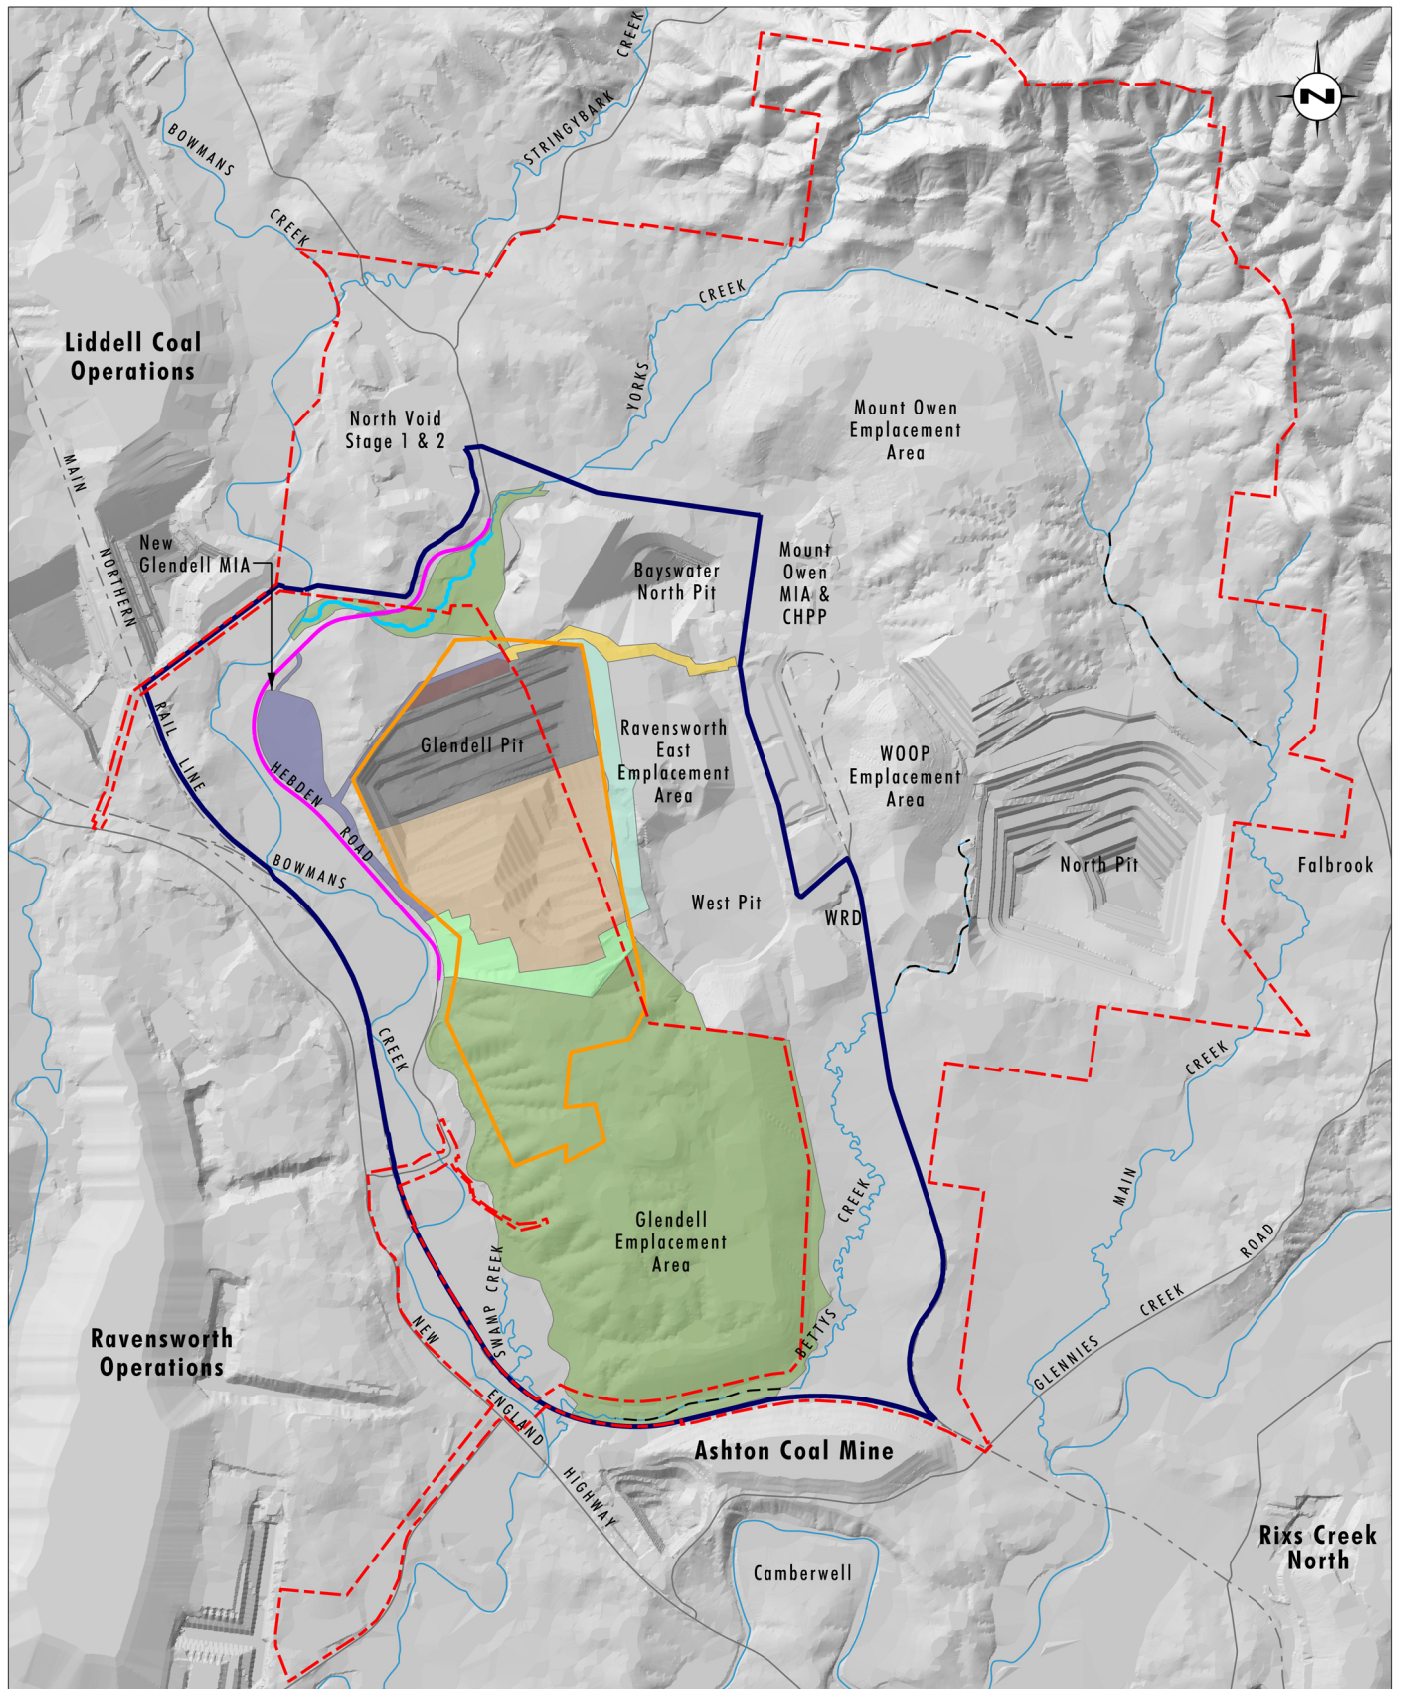 CREEK
STRINGYBARK
N
BOWMANS
CREEK
CREEK
YORKS
Liddell Coal
Operations
North Void
Stage 1 & 2
Mount Owen
Emplacement
Area
MAIN
NORTHERN
New
Glendell MIA
Bayswater
North Pit
Mount
Owen
MIA &
CHPP
RAIL
LINE
HEBDEN
ROAD
Glendell Pit
Ravensworth
East
Emplacement
Area
WOOP
Emplacement
Area
North Pit
Falbrook
BOWMANS
CREEK
West Pit
WRD
CREEK
MAIN
Glendell
Emplacement
Area
CREEK
BETTYS
SWAMP CREEK
ROAD
CREEK
GLENNIES
Ravensworth
Operations
NEW
ENGLAND
HIGHWAY
Ashton Coal Mine
Camberwell
Rixs Creek
North